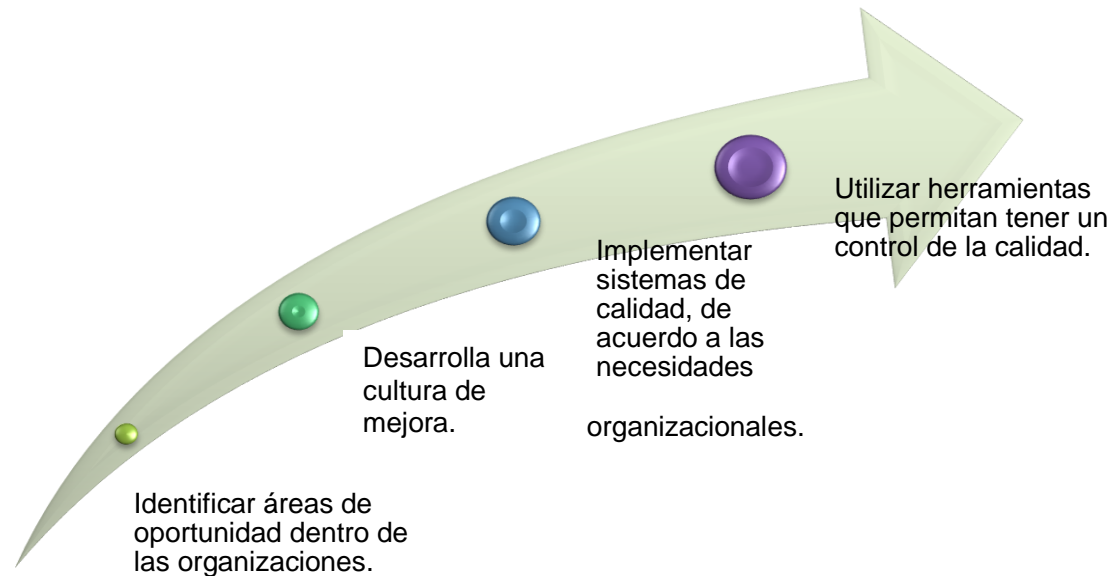 Identificar áreas de
oportunidad dentro de
las organizaciones.
Desarrolla una
cultura de
mejora.
Implementar
sistemas de
calidad, de
acuerdo a las
necesidades
organizacionales.
Utilizar herramientas
que permitan tener un
control de la calidad.